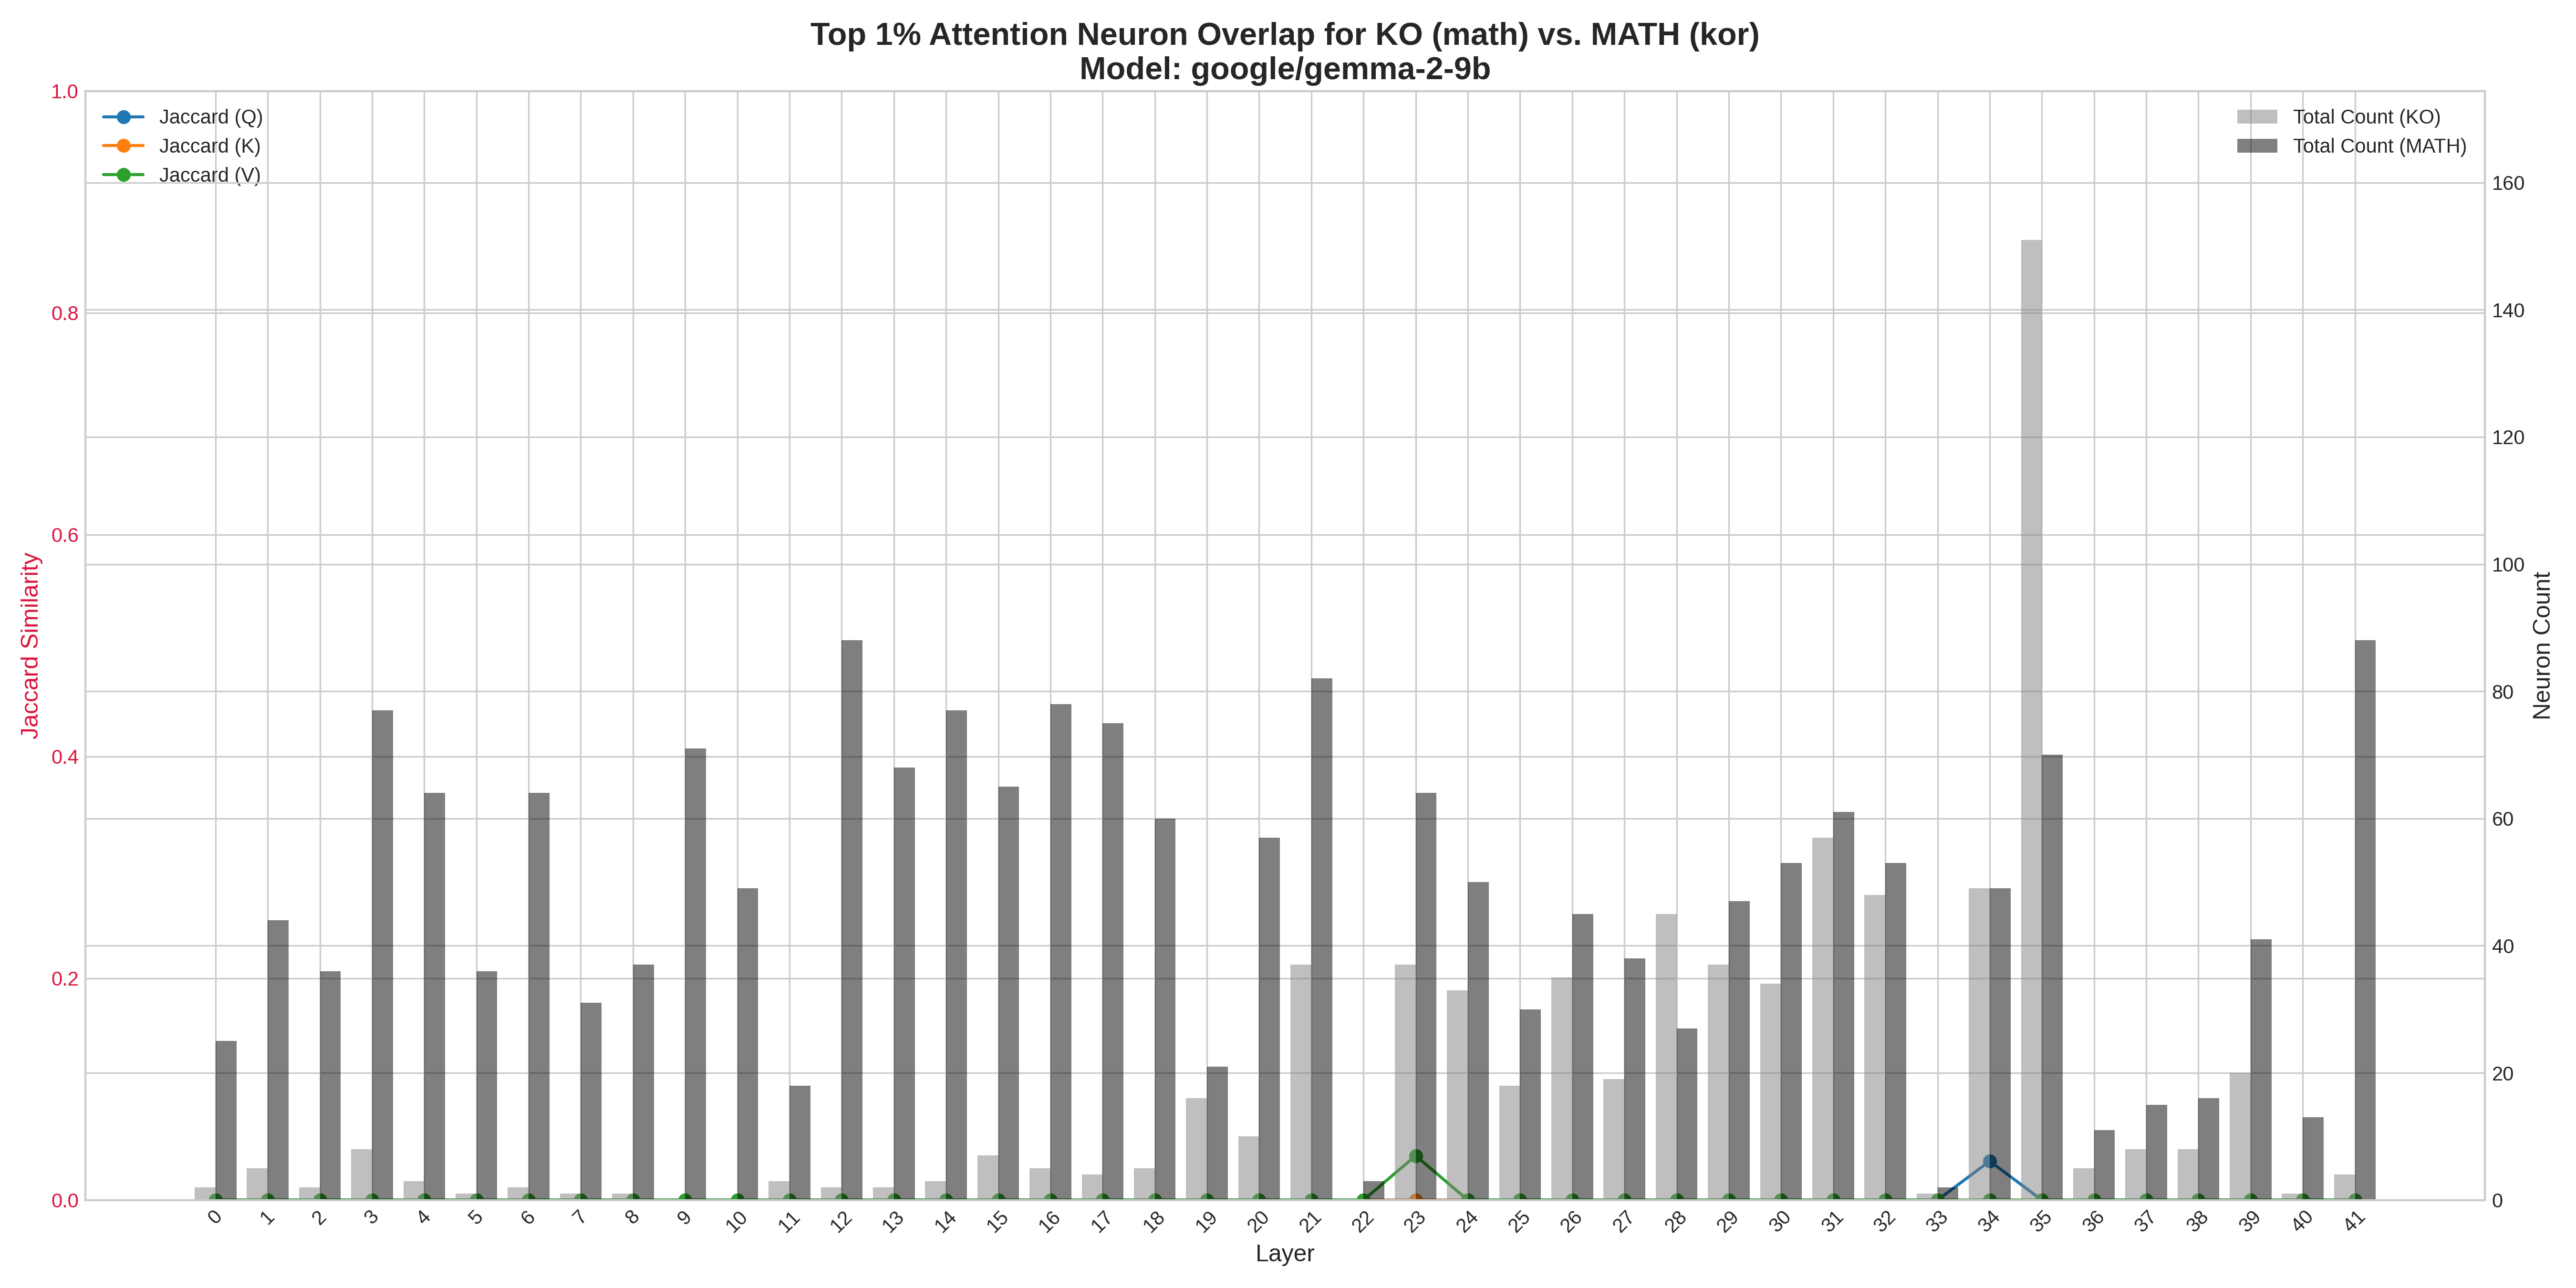 Top 1% Attention Neuron Overlap for KO (math) vs. MATH (kor)
Model: google/gemma-2-9b
Jaccard (Q)
Jaccard (K)
Jaccard (V)
Total Count (KO)
Total Count (MATH)
Jaccard Similarity
1.0
0.8
0.6
0.4
0.2
0.0
Neuron Count
160
140
120
100
80
60
40
20
0
0 1 2 3 4 5 6 7 8 9 10 11 12 13 14 15 16 17 18 19 20 21 22 23 24 25 26 27 28 29 30 31 32 33 34 35 36 37 38 39 40 41
Layer